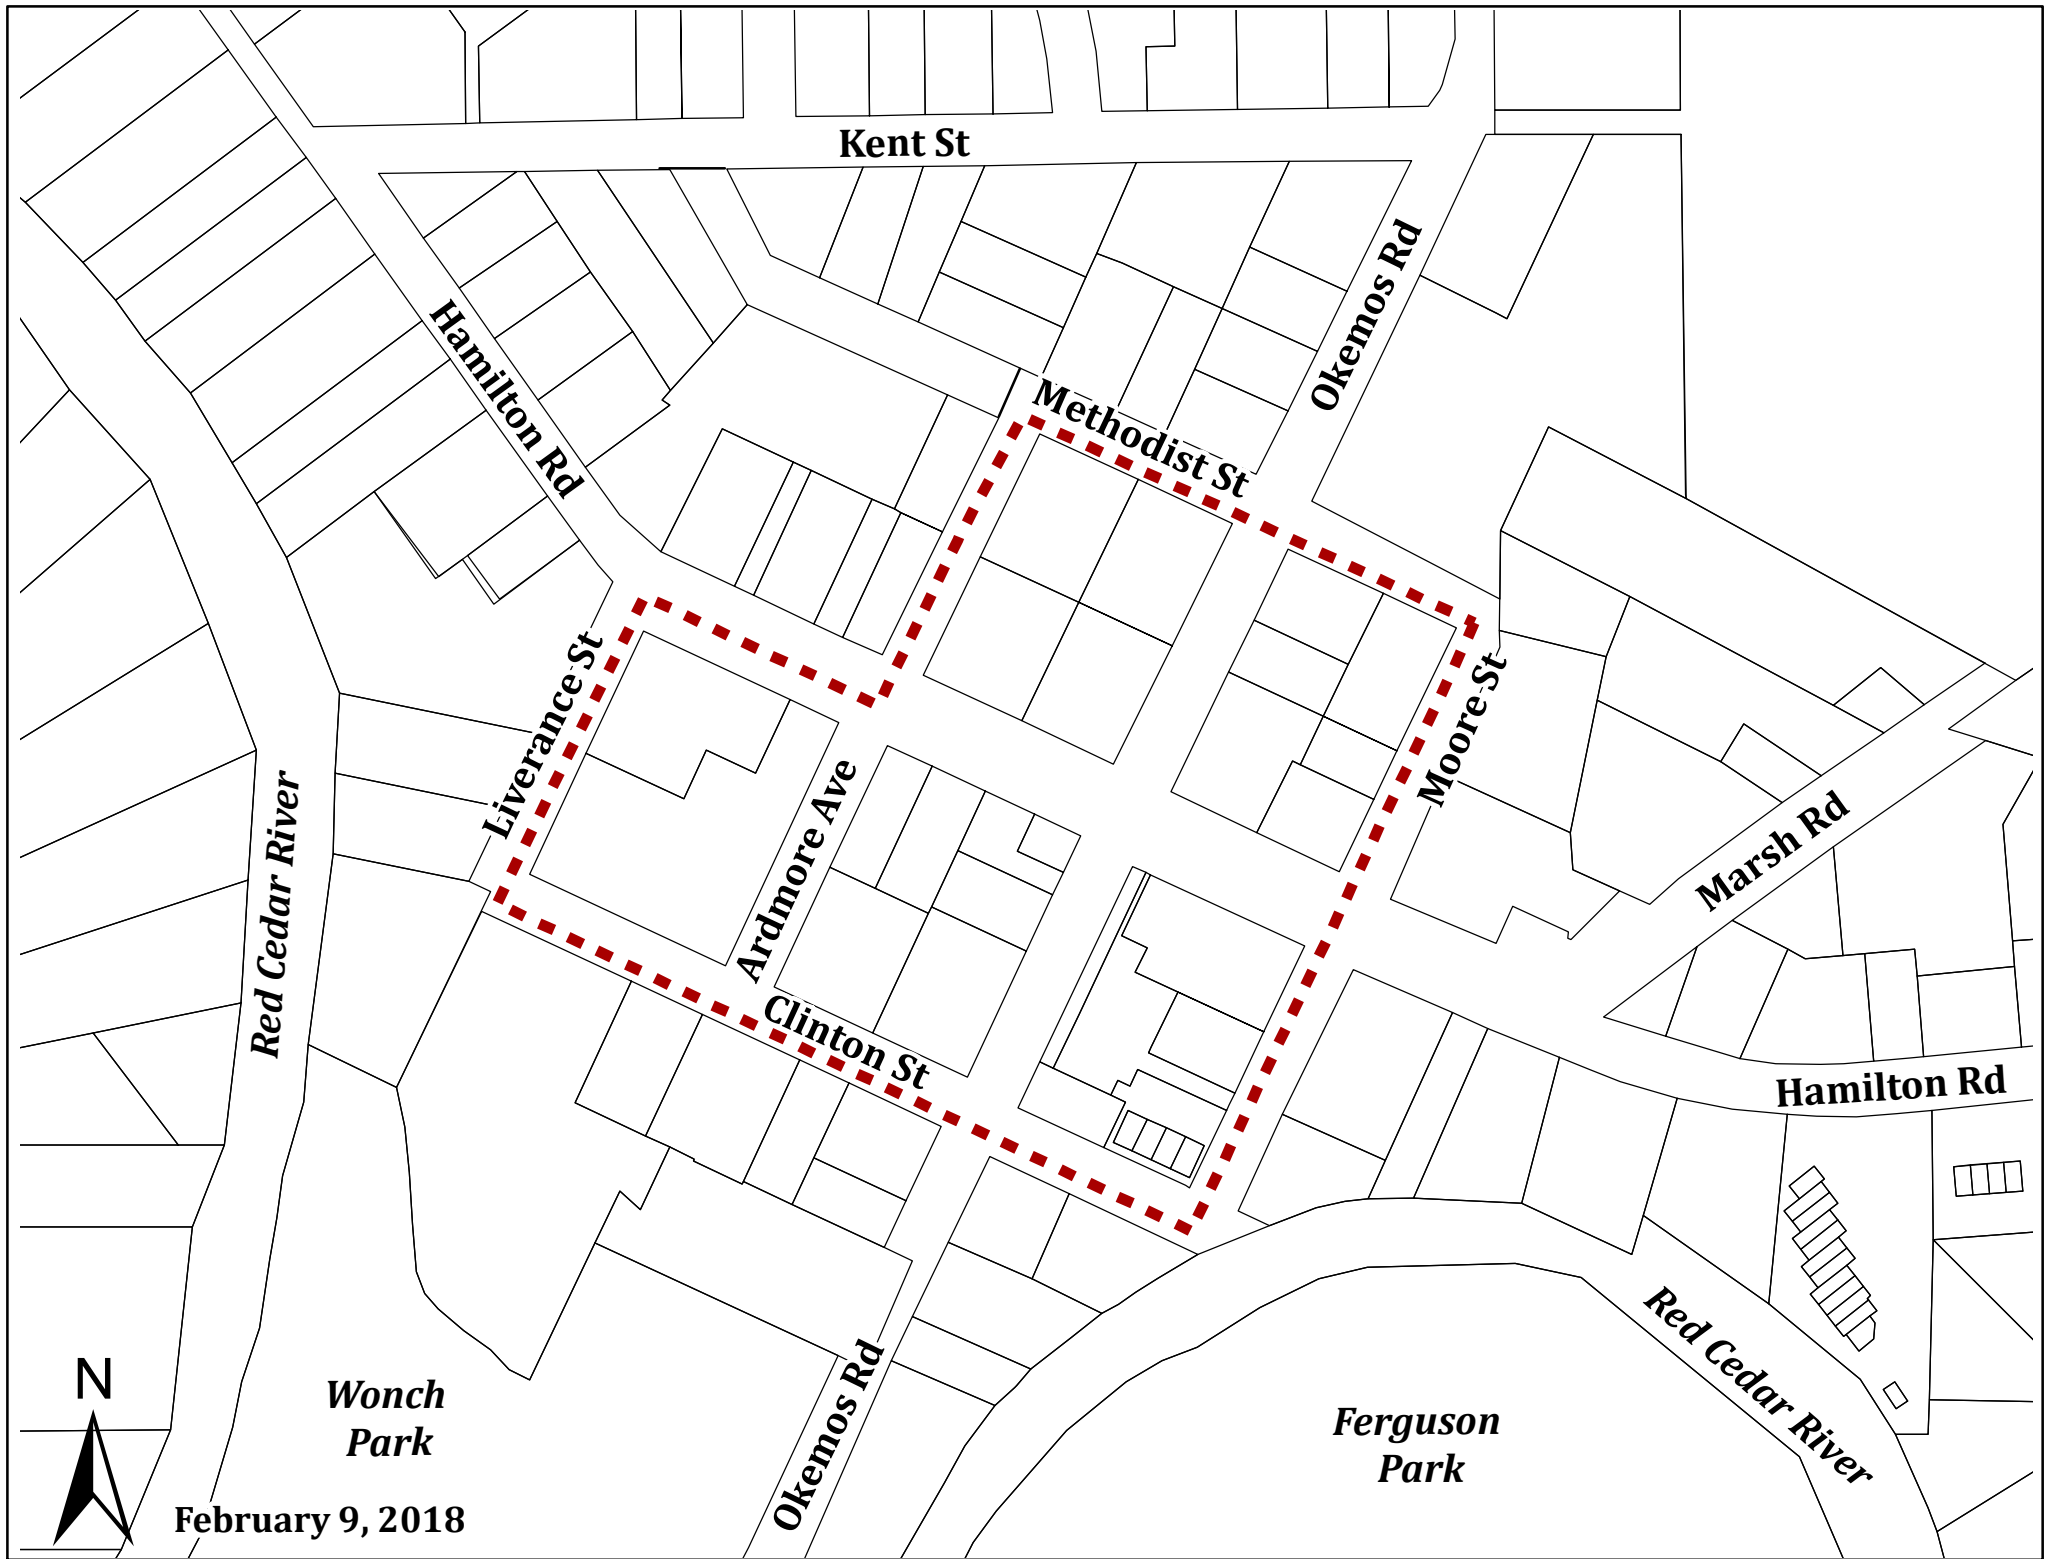 Kent St
Okemos Rd
Hamilton Rd
Methodist St
Liverance St
Moore St
Ardmore Ave
Marsh Rd
Red Cedar River
Clinton St
Hamilton Rd
Red Cedar River
Okemos Rd
Wonch
Park
Ferguson
Park
N
February 9, 2018